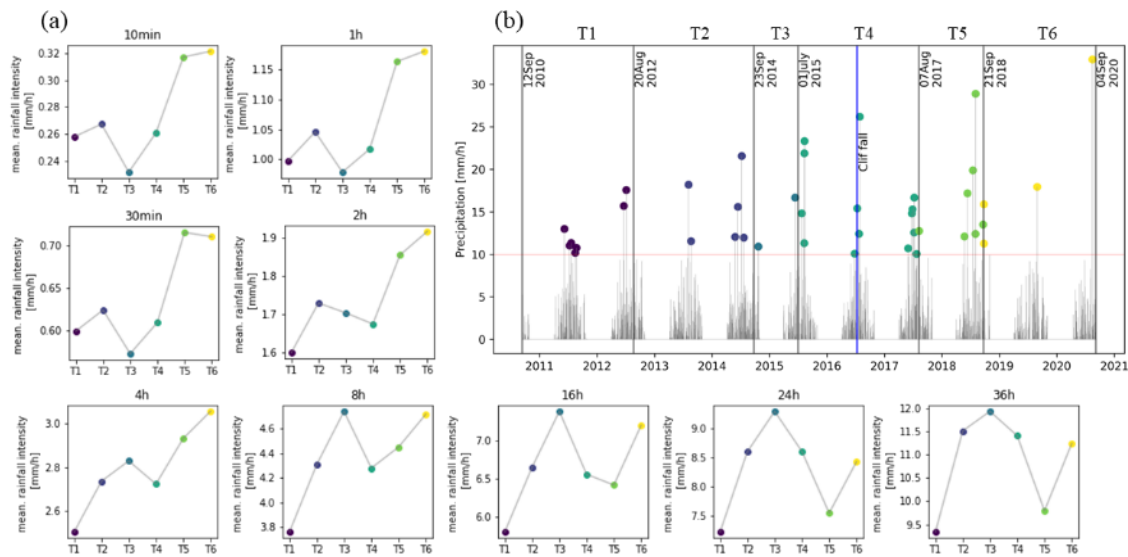 (a)
(b)
10min
1h
T1
T2
T3
T4
T5
T6
mean. rainfall intensity
[mm/h]
0.32
0.30
0.28
0.26
0.24
T1 T2 T3 T4 T5 T6
mean. rainfall intensity
[mm/h]
1.15
1.10
1.05
1.00
T1 T2 T3 T4 T5 T6
30min
2h
mean. rainfall intensity
[mm/h]
0.70
0.65
0.60
T1 T2 T3 T4 T5 T6
mean. rainfall intensity
[mm/h]
1.9
1.8
1.7
1.6
T1 T2 T3 T4 T5 T6
Precipitation [mm/h]
30
25
20
15
10
5
0
12Sep
2010
20Aug
2012
23Sep
2014
01July
2015
Clif fall
07Aug
2017
21Sep
2018
04Sep
2020
2011 2012 2013 2014 2015 2016 2017 2018 2019 2020 2021
4h
8h
16h
24h
36h
mean. rainfall intensity
[mm/h]
3.0
2.8
2.6
T1 T2 T3 T4 T5 T6
mean. rainfall intensity
[mm/h]
4.6
4.4
4.2
4.0
3.8
T1 T2 T3 T4 T5 T6
mean. rainfall intensity
[mm/h]
7.0
6.5
6.0
T1 T2 T3 T4 T5 T6
mean. rainfall intensity
[mm/h]
9.0
8.5
8.0
7.5
T1 T2 T3 T4 T5 T6
mean. rainfall intensity
[mm/h]
12.0
11.5
11.0
10.5
10.0
9.5
T1 T2 T3 T4 T5 T6